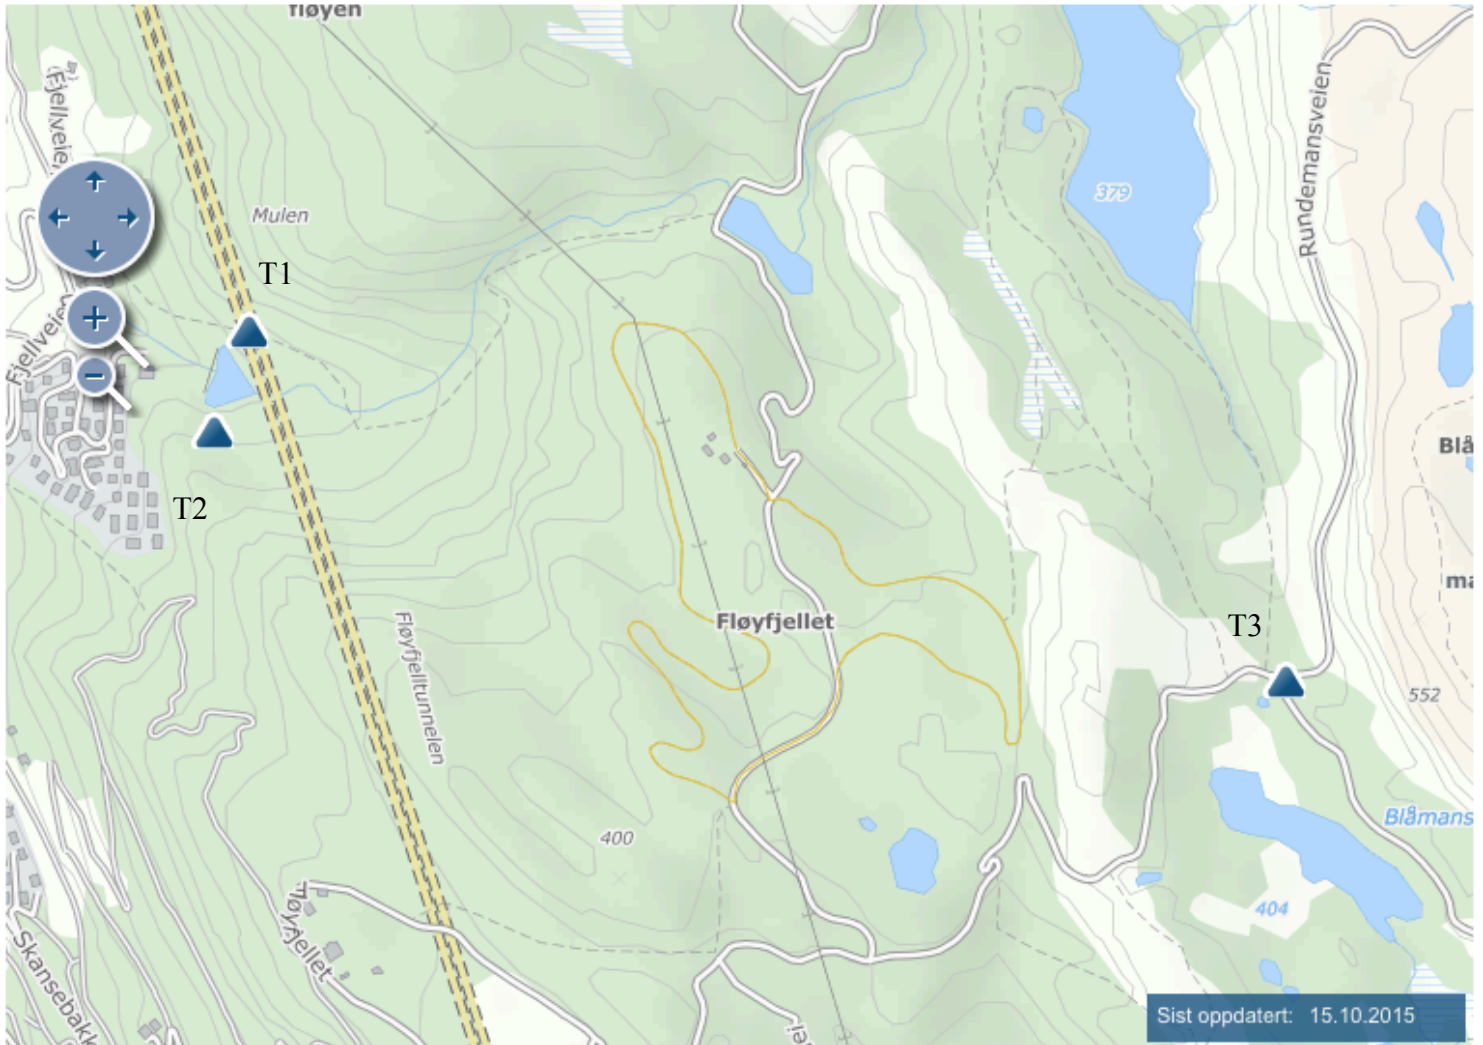 fløyen
Fjellveie
Rundemansveien
379
Mulen
T1
Fjellveien
Blå
T2
ma
Fløyfjellet
T3
Fløyfjelltunnelen
552
Blåmans
400
404
Fløyfjellet
Skansebakk
Sist oppdatert: 15.10.2015